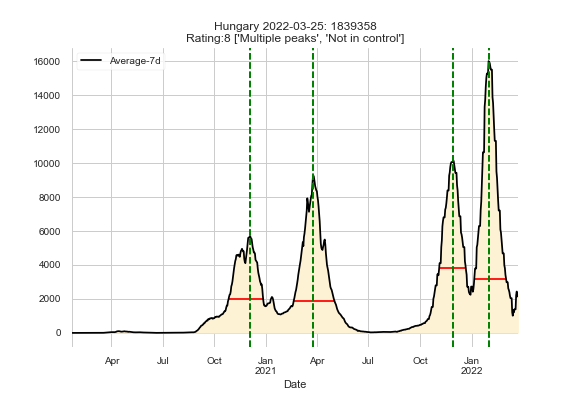 Hungary 2022-03-25: 1839358
Rating:8 ['Multiple peaks', 'Not in control']
Average-7d
16000
14000
12000
10000
8000
6000
4000
2000
0
Apr Jul Oct Jan Apr Jul Oct Jan
2021 2022
Date